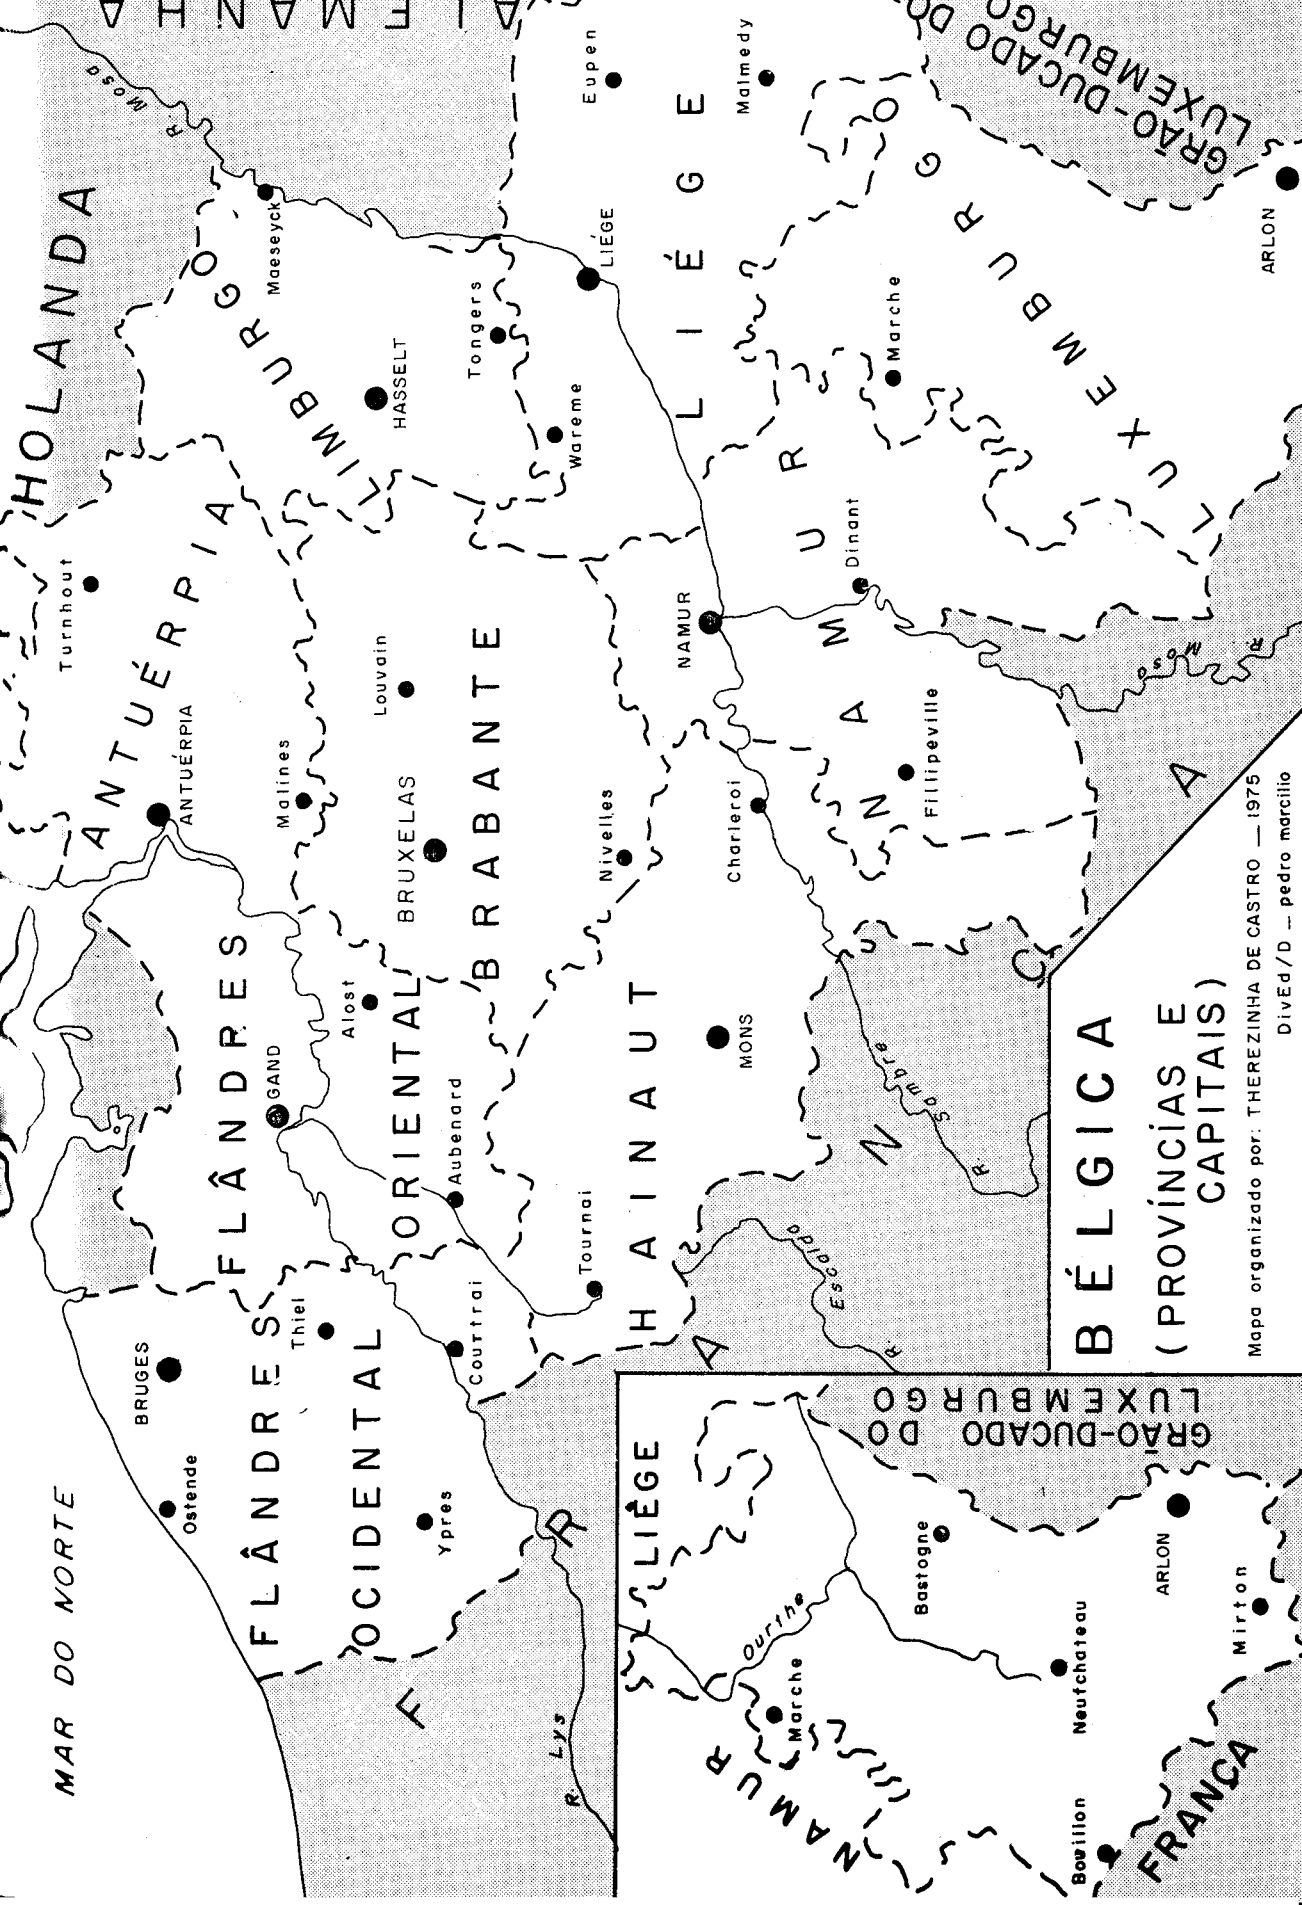 BÉLGICA
(PROVÍNCIAS E
CAPITAIS)
Mapa organizado por: THEREZINHA DE CASTRO — 1975
DivEd/D — pedro marcilio
MAR DO NORTE
HOLANDA
ALEMANHA
GRÃO-DUCADO DO
LUXEMBURGO
FRANÇA
FLÂNDRES
OCIDENTAL
BRUGES
Ostende
Thiel
Ypres
Courtrai
FLÂNDRES
ORIENTAL
GAND
Alost
Aubenard
ANTUÉRPIA
ANTUÉRPIA
Turnhout
Malines
LIMBURGO
Maeseyck
HASSELT
Tongers
BRABANTE
Louvain
BRUXELAS
Nivelles
LIÉGE
LIÉGE
Wareme
Eupen
Malmedy
HAINAUT
Tournai
MONS
Charleroi
NAMUR
NAMUR
Dinant
Fillipeville
LUXEMBURGO
Marche
ARLON
R. Mosa
R. Mosa
R. Sambre
R. Escaldo
R. Lys
LIÉGE
GRÃO-DUCADO DO
LUXEMBURGO
Ourthe
Marche
NAMUR
Bastogne
ARLON
Neutchateau
Mirton
Bouillon
FRANÇA